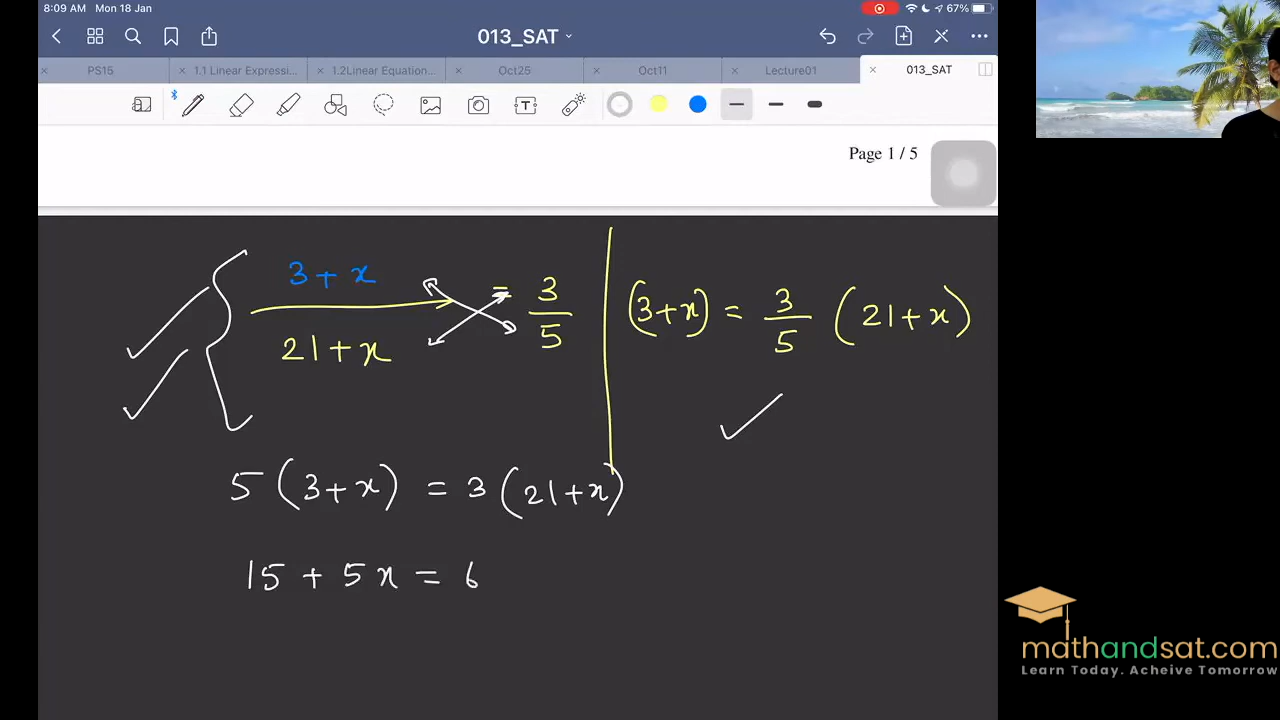 8:09 AM Mon 18 Jan
67%
013_SAT
PS15
1.1 Linear Expressi...
1.2Linear Equation...
Oct25
Oct11
Lecture01
013_SAT
T
Page 1 / 5
3+x / 21+x = 3/5
(3+x) = 3/5 (21+x)
5(3+x) = 3(21+x)
15 + 5x = 6
mathandsat.com
Learn Today. Acheive Tomorrow